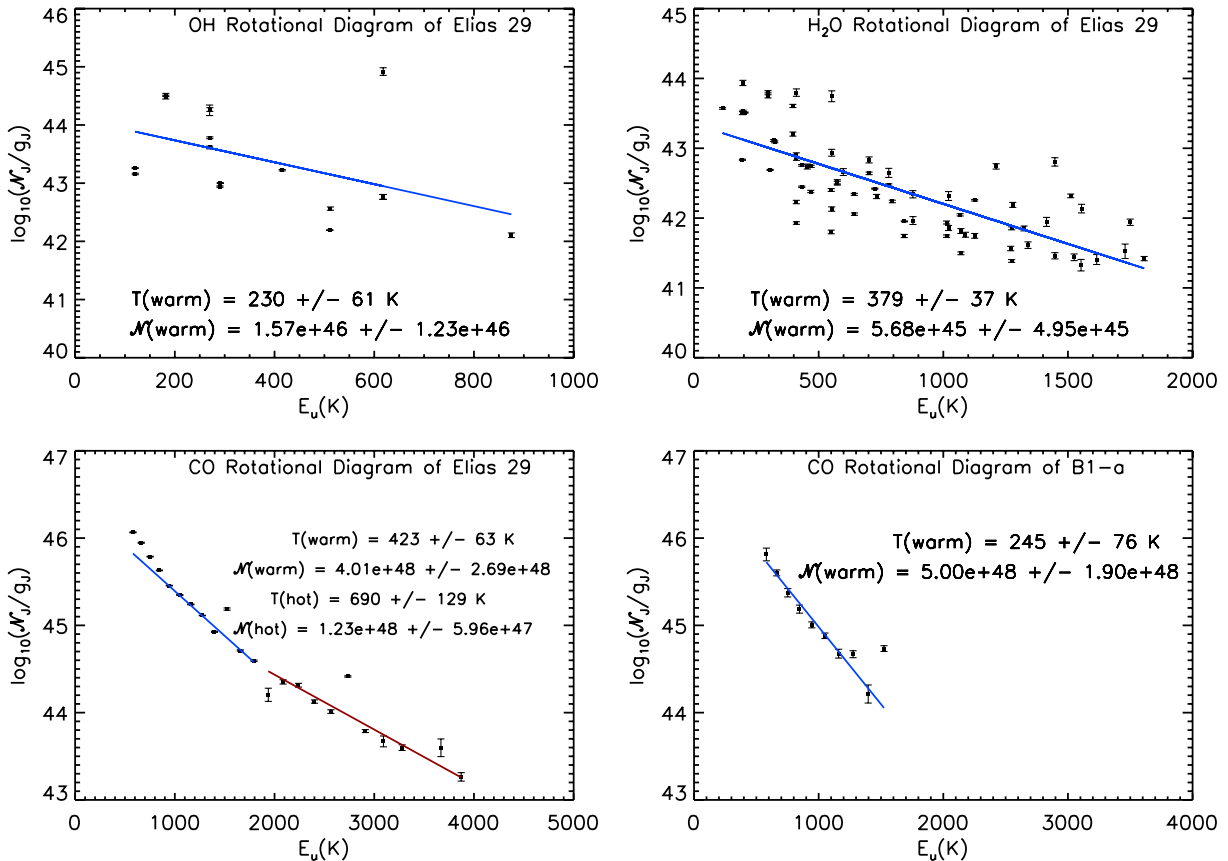 OH Rotational Diagram of Elias 29
46
45
44
43
42
41
40
log₁₀(𝒩J/gJ)
T(warm) = 230 +/− 61 K
𝒩(warm) = 1.57e+46 +/− 1.23e+46
0 200 400 600 800 1000
Eu(K)
H₂O Rotational Diagram of Elias 29
45
44
43
42
41
40
log₁₀(𝒩J/gJ)
T(warm) = 379 +/− 37 K
𝒩(warm) = 5.68e+45 +/− 4.95e+45
0 500 1000 1500 2000
Eu(K)
CO Rotational Diagram of Elias 29
47
46
45
44
43
log₁₀(𝒩J/gJ)
T(warm) = 423 +/− 63 K
𝒩(warm) = 4.01e+48 +/− 2.69e+48
T(hot) = 690 +/− 129 K
𝒩(hot) = 1.23e+48 +/− 5.96e+47
0 1000 2000 3000 4000 5000
Eu(K)
CO Rotational Diagram of B1−a
47
46
45
44
43
log₁₀(𝒩J/gJ)
T(warm) = 245 +/− 76 K
𝒩(warm) = 5.00e+48 +/− 1.90e+48
0 1000 2000 3000 4000
Eu(K)